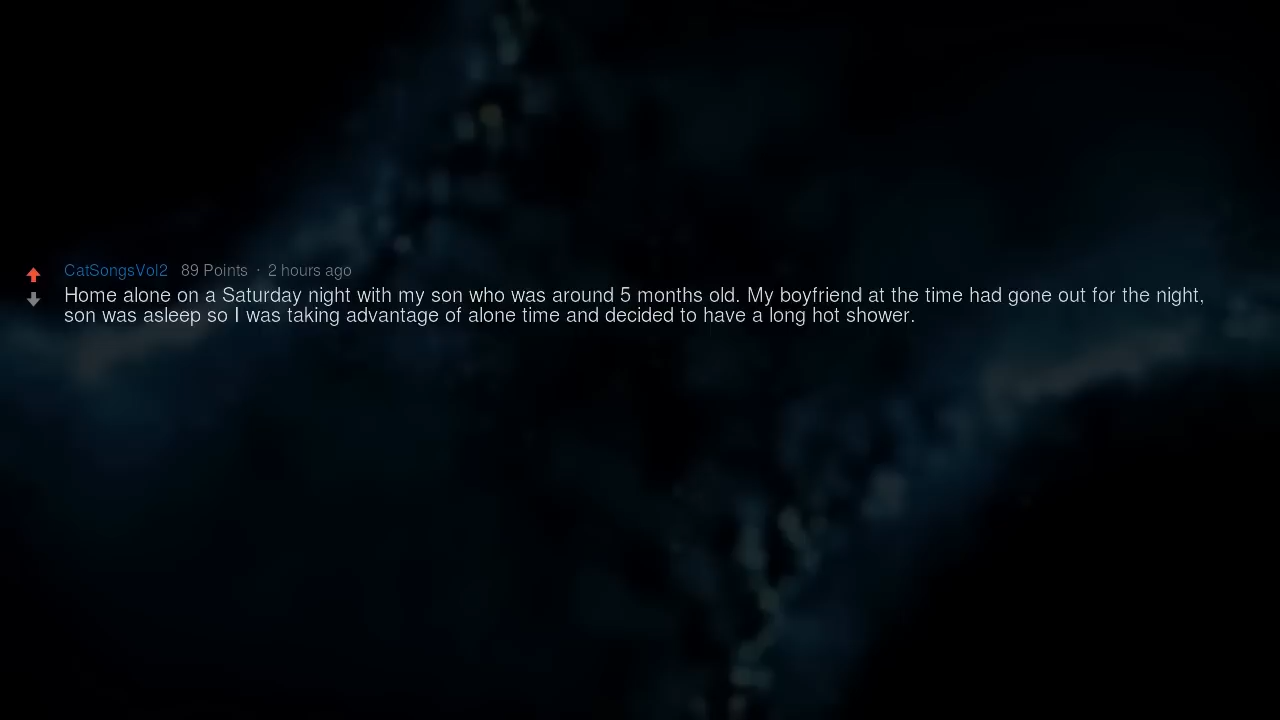 CatSongsVol2 89 Points · 2 hours ago
Home alone on a Saturday night with my son who was around 5 months old. My boyfriend at the time had gone out for the night,
son was asleep so I was taking advantage of alone time and decided to have a long hot shower.